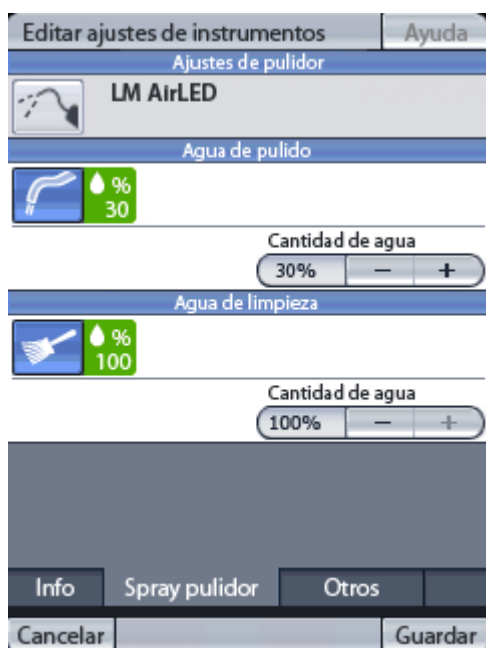 Editar ajustes de instrumentos Ayuda
Ajustes de pulidor
LM AirLED
Agua de pulido
%
30
Cantidad de agua
30% − +
Agua de limpieza
%
100
Cantidad de agua
100% − +
Info Spray pulidor Otros
Cancelar Guardar